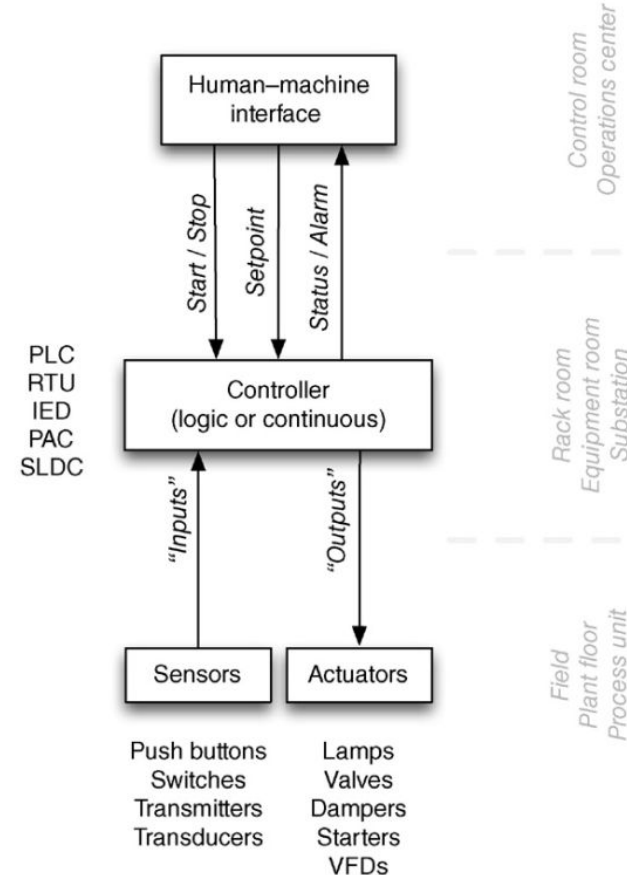 Human–machine
interface
Control room
Operations center
Start / Stop
Setpoint
Status / Alarm
PLC
RTU
IED
PAC
SLDC
Controller
(logic or continuous)
Rack room
Equipment room
Substation
“Inputs”
“Outputs”
Sensors
Actuators
Field
Plant floor
Process unit
Push buttons
Switches
Transmitters
Transducers
Lamps
Valves
Dampers
Starters
VFDs